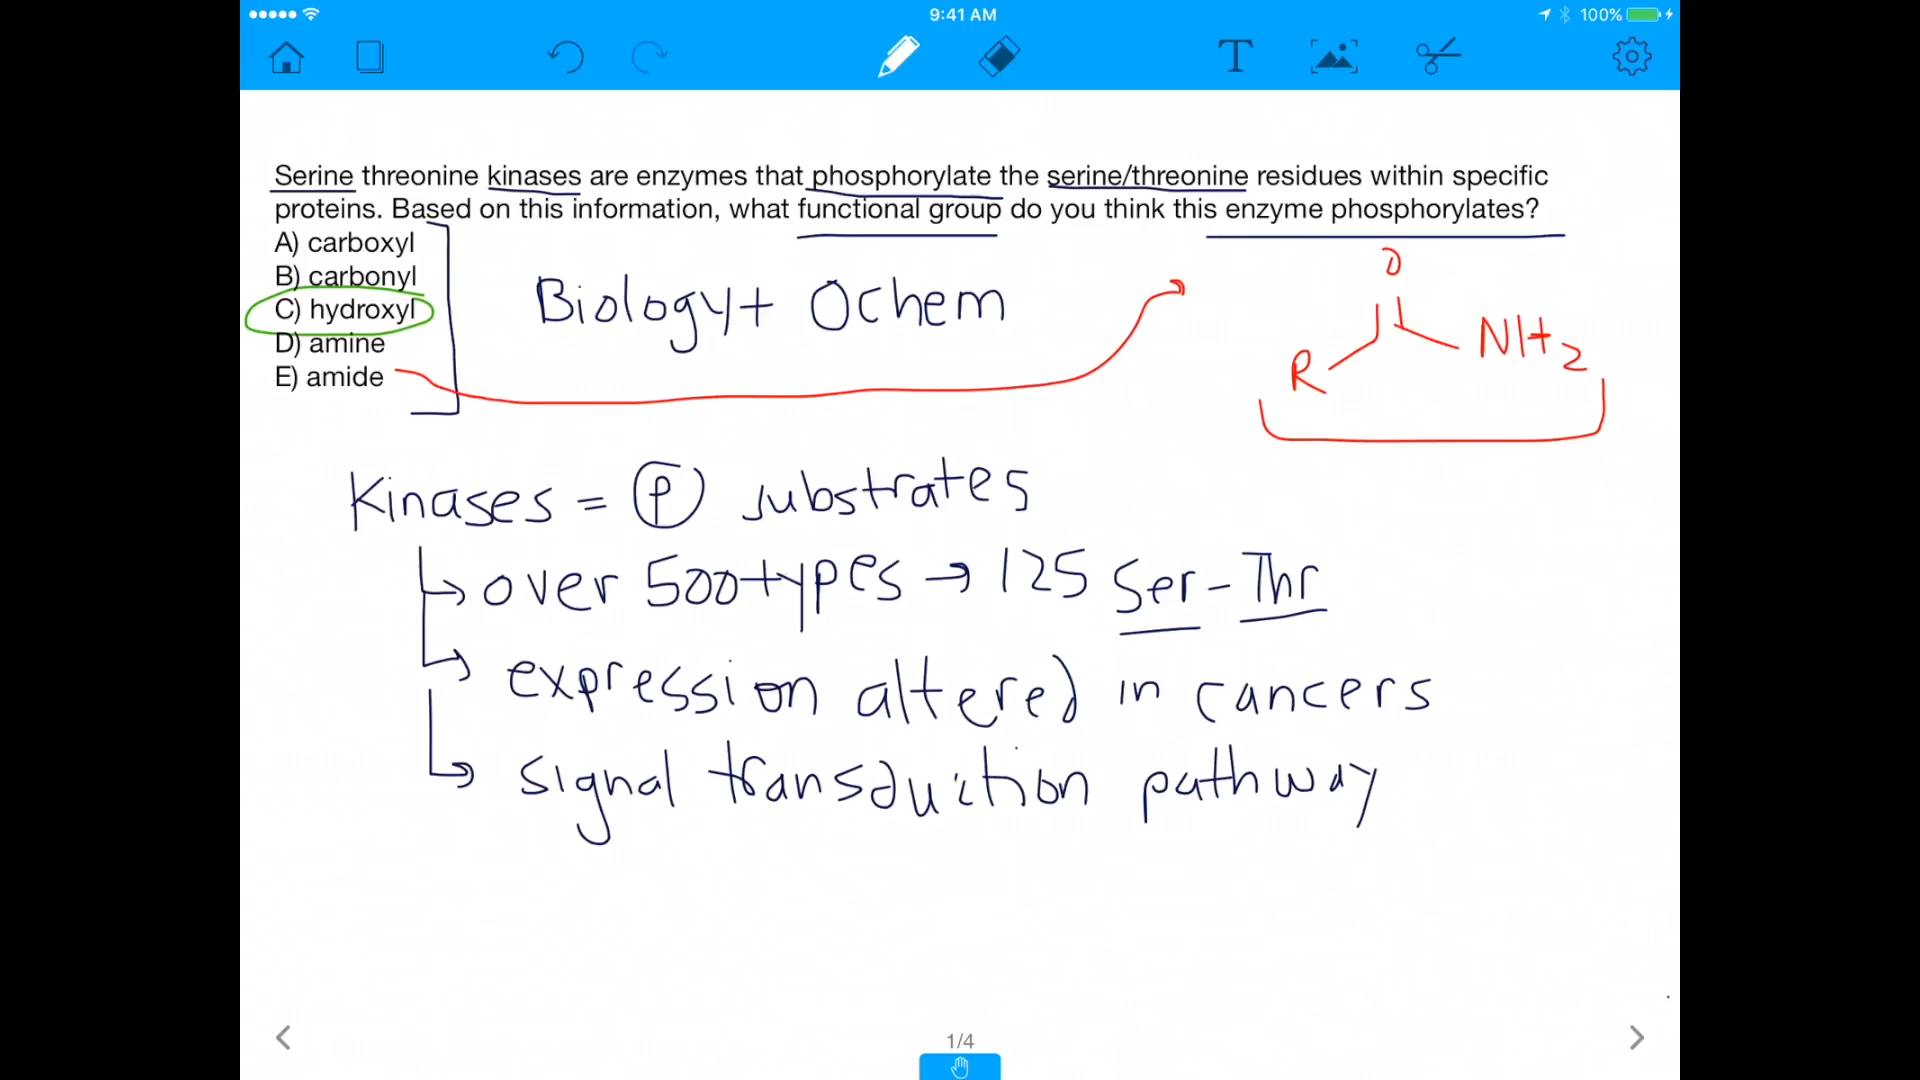 9:41 AM
100%
T
Serine threonine kinases are enzymes that phosphorylate the serine/threonine residues within specific
proteins. Based on this information, what functional group do you think this enzyme phosphorylates?
A) carboxyl
B) carbonyl
C) hydroxyl
D) amine
E) amide
Biology + Ochem
O
R NH2
Kinases = P substrates
over 500 types → 125 Ser - Thr
expression altered in cancers
signal transduction pathway
1/4